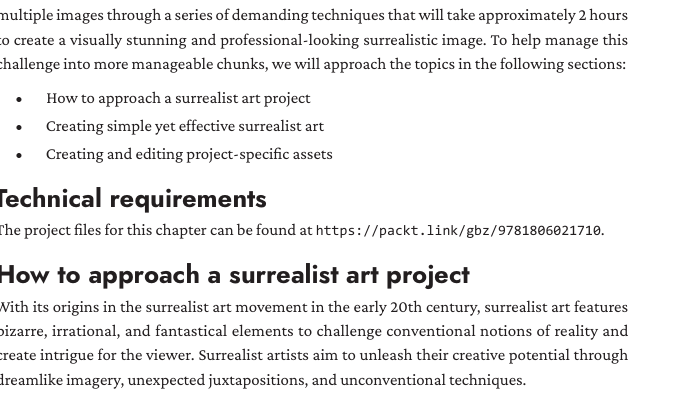 multiple images through a series of demanding techniques that will take approximately 2 hours
to create a visually stunning and professional-looking surrealistic image. To help manage this
challenge into more manageable chunks, we will approach the topics in the following sections:
• How to approach a surrealist art project
• Creating simple yet effective surrealist art
• Creating and editing project-specific assets
Technical requirements
The project files for this chapter can be found at https://packt.link/gbz/9781806021710.
How to approach a surrealist art project
With its origins in the surrealist art movement in the early 20th century, surrealist art features
bizarre, irrational, and fantastical elements to challenge conventional notions of reality and
create intrigue for the viewer. Surrealist artists aim to unleash their creative potential through
dreamlike imagery, unexpected juxtapositions, and unconventional techniques.